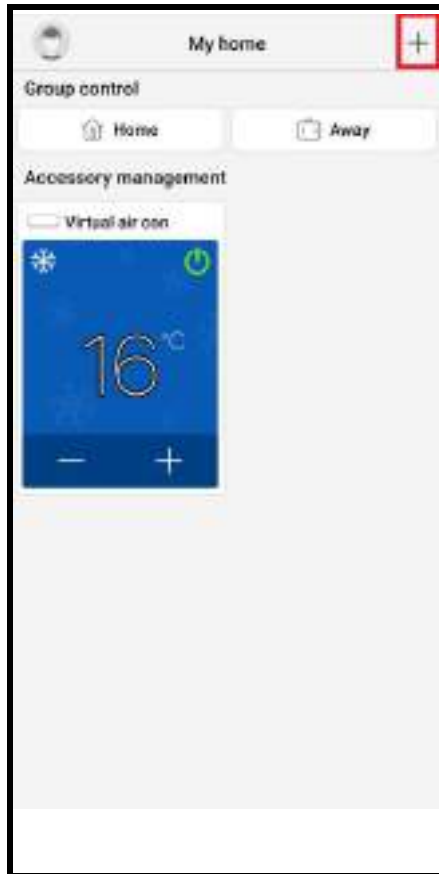 My home
+
Group control
Home Away
Accessory management
Virtual air con
16 °C
— +